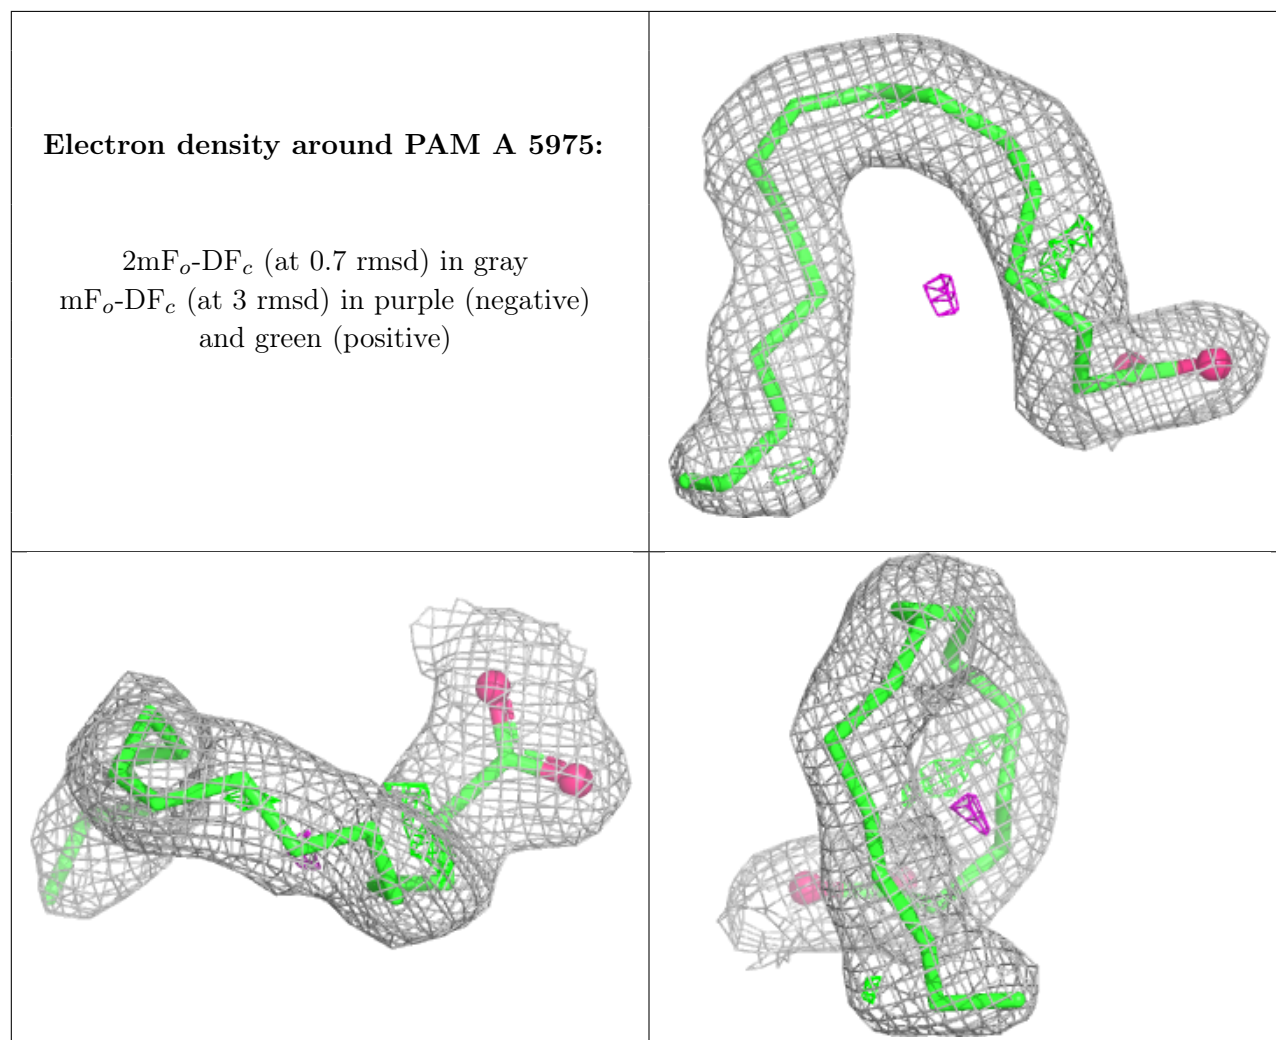 Electron density around PAM A 5975:
2mFo-DFc (at 0.7 rmsd) in gray
mFo-DFc (at 3 rmsd) in purple (negative)
and green (positive)